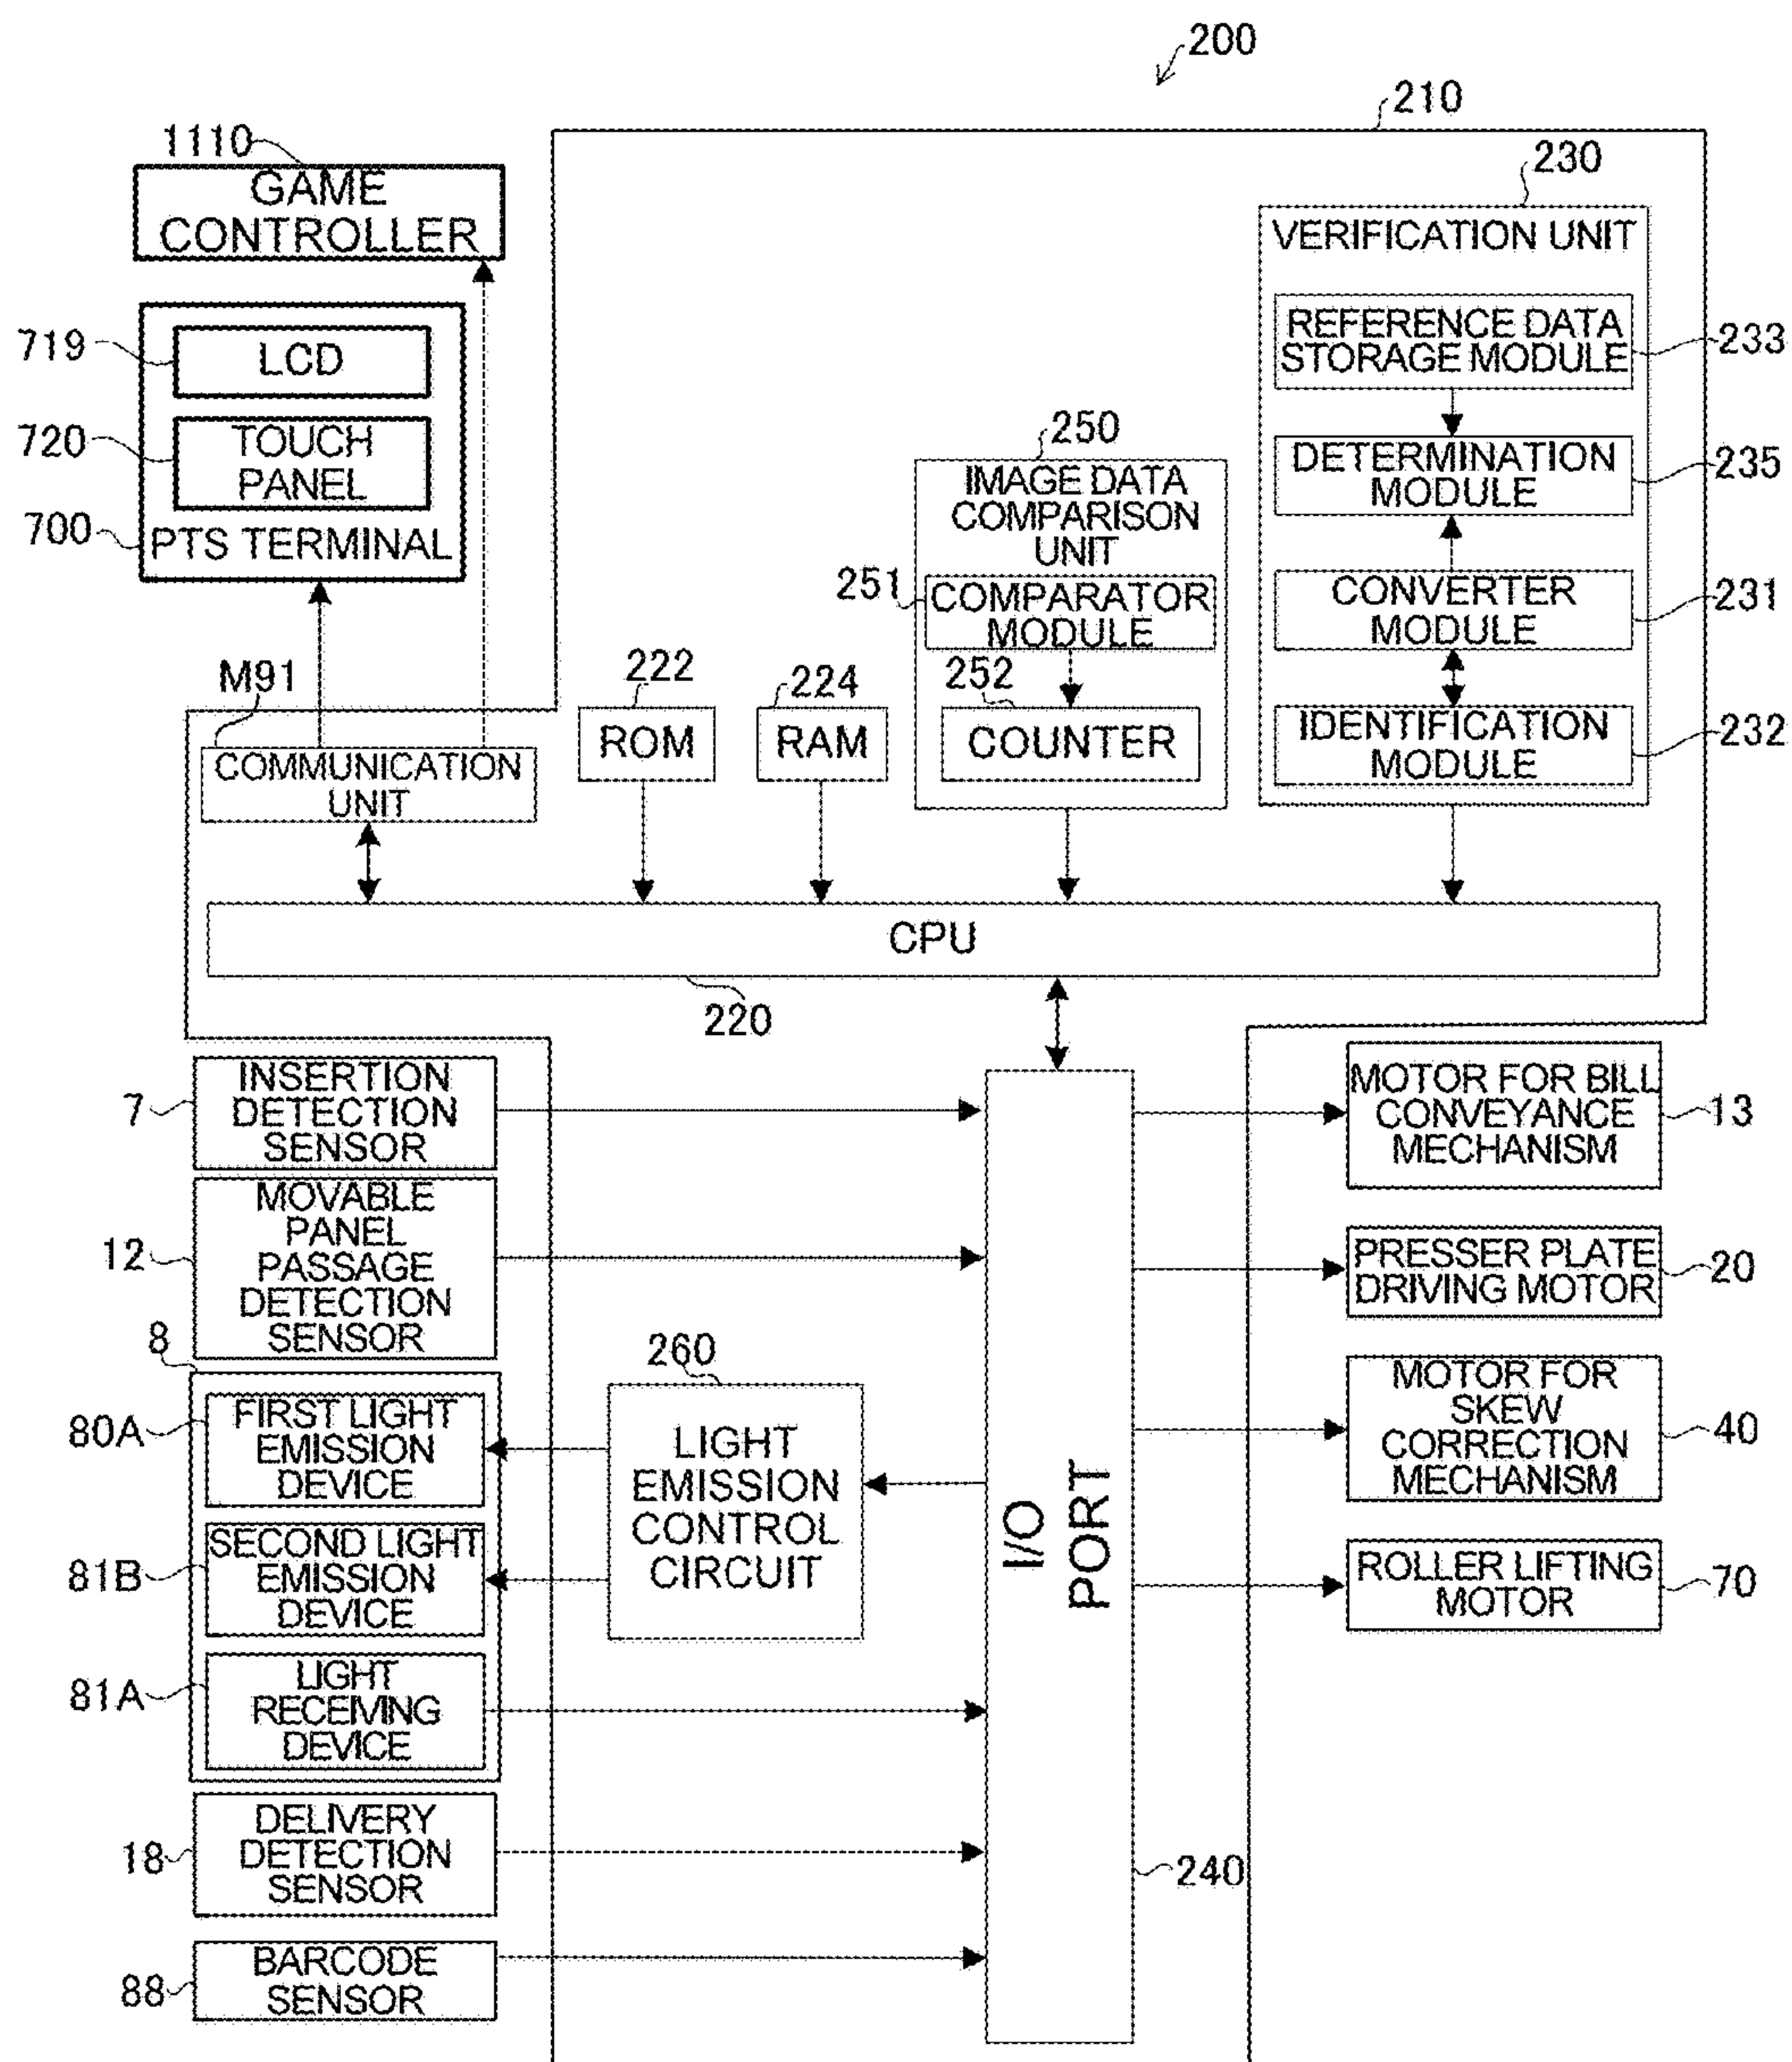 200
210
1110
GAME
CONTROLLER
719
LCD
720
TOUCH
PANEL
700
PTS TERMINAL
230
VERIFICATION UNIT
REFERENCE DATA
STORAGE MODULE
233
DETERMINATION
MODULE
235
CONVERTER
MODULE
231
IDENTIFICATION
MODULE
232
250
IMAGE DATA
COMPARISON
UNIT
251
COMPARATOR
MODULE
252
COUNTER
M91
COMMUNICATION
UNIT
222
ROM
224
RAM
CPU
220
7
INSERTION
DETECTION
SENSOR
12
MOVABLE
PANEL
PASSAGE
DETECTION
SENSOR
8
80A
FIRST LIGHT
EMISSION
DEVICE
81B
SECOND LIGHT
EMISSION
DEVICE
81A
LIGHT
RECEIVING
DEVICE
18
DELIVERY
DETECTION
SENSOR
88
BARCODE
SENSOR
260
LIGHT
EMISSION
CONTROL
CIRCUIT
I/O
PORT
240
MOTOR FOR BILL
CONVEYANCE
MECHANISM
13
PRESSER PLATE
DRIVING MOTOR
20
MOTOR FOR
SKEW
CORRECTION
MECHANISM
40
ROLLER LIFTING
MOTOR
70